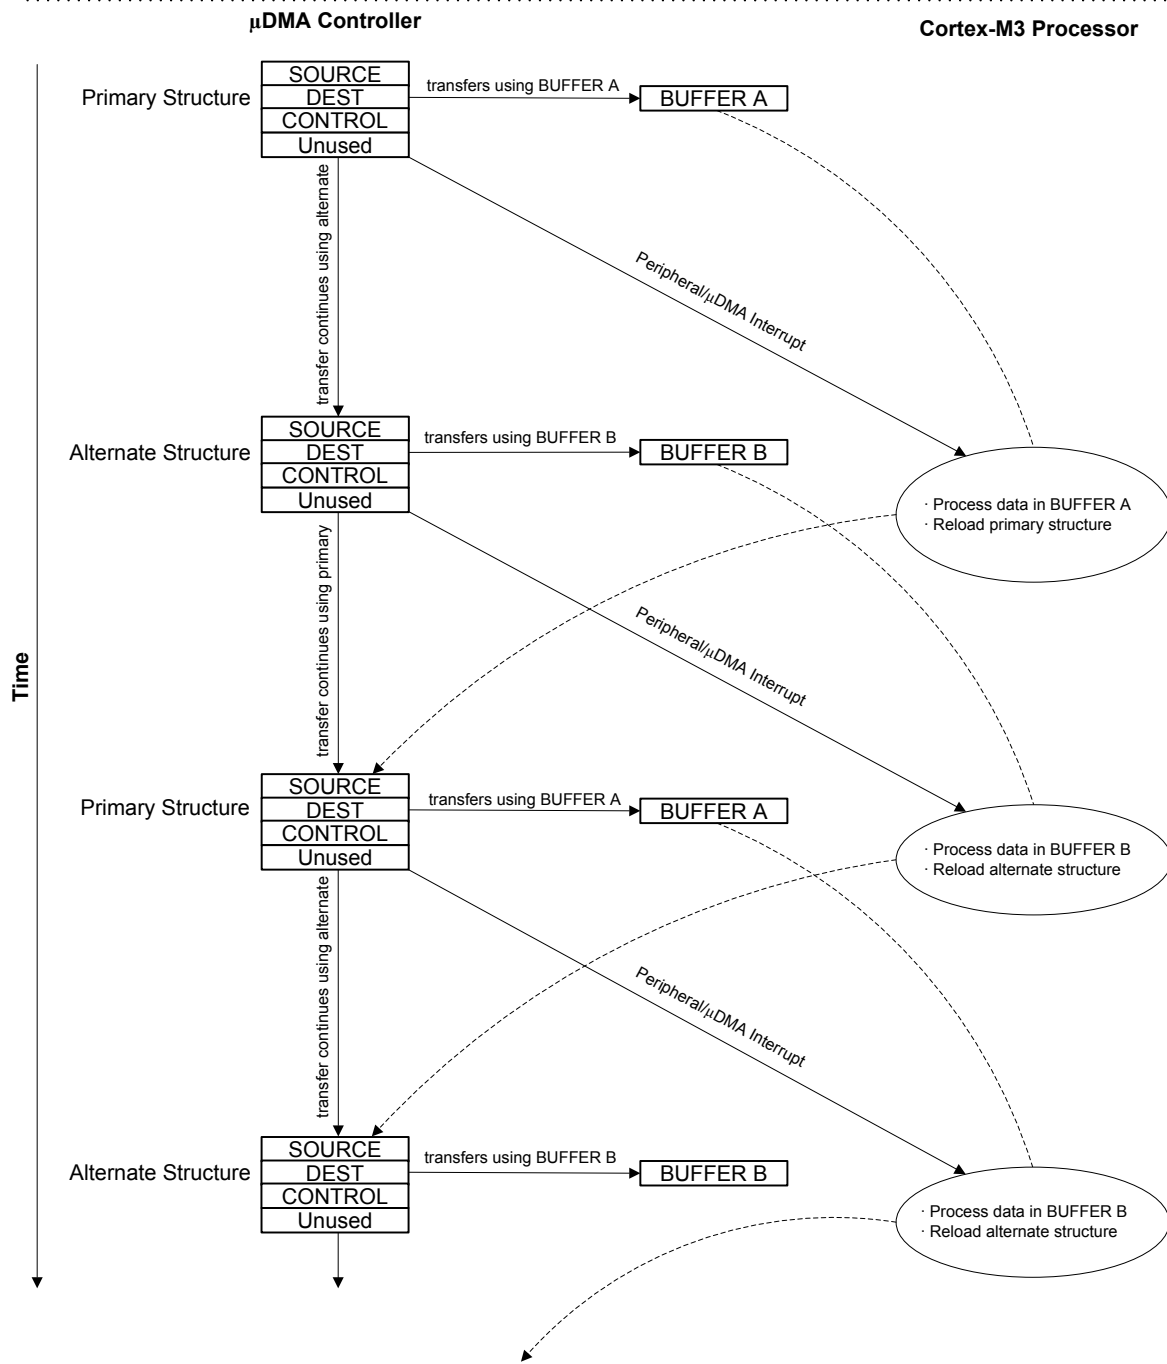 µDMA Controller
Cortex-M3 Processor
SOURCE
transfers using BUFFER A
Primary Structure
DEST
BUFFER A
CONTROL
Unused
transfer continues using alternate
Peripheral/µDMA Interrupt
SOURCE
transfers using BUFFER B
Alternate Structure
DEST
BUFFER B
CONTROL
Unused
· Process data in BUFFER A
· Reload primary structure
transfer continues using primary
Peripheral/µDMA Interrupt
Time
SOURCE
transfers using BUFFER A
Primary Structure
DEST
BUFFER A
CONTROL
Unused
· Process data in BUFFER B
· Reload alternate structure
transfer continues using alternate
Peripheral/µDMA Interrupt
SOURCE
transfers using BUFFER B
Alternate Structure
DEST
BUFFER B
CONTROL
Unused
· Process data in BUFFER B
· Reload alternate structure